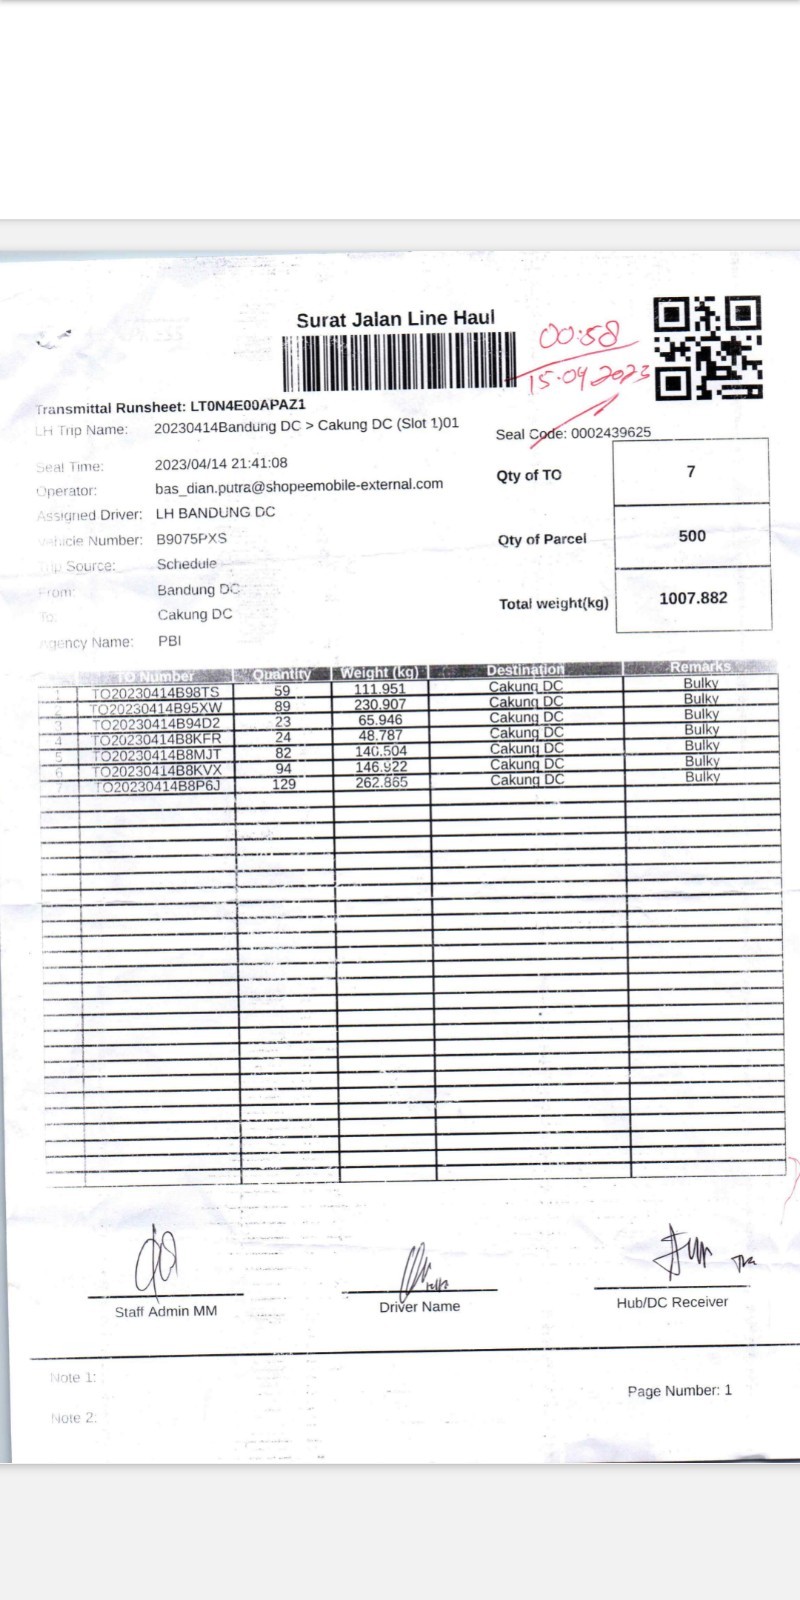 Surat Jalan Line Haul
00:58
15-04 2023
Transmittal Runsheet: LT0N4E00APAZ1
LH Trip Name: 20230414Bandung DC > Cakung DC (Slot 1)01
Seal Code: 0002439625
Seal Time: 2023/04/14 21:41:08
Operator: bas_dian.putra@shopeemobile-external.com
Assigned Driver: LH BANDUNG DC
Vehicle Number: B9075PXS
Trip Source: Schedule
From: Bandung DC
To: Cakung DC
Agency Name: PBI
Qty of TO 7
Qty of Parcel 500
Total weight(kg) 1007.882
TO Number Quantity Weight (kg) Destination Remarks
1 TO20230414B98TS 59 111.951 Cakung DC Bulky
2 TO20230414B95XW 89 230.907 Cakung DC Bulky
3 TO20230414B94D2 23 65.946 Cakung DC Bulky
4 TO20230414B8KFR 24 48.787 Cakung DC Bulky
5 TO20230414B8MJT 82 140.504 Cakung DC Bulky
6 TO20230414B8KVX 94 146.922 Cakung DC Bulky
7 TO20230414B8P6J 129 262.865 Cakung DC Bulky
Staff Admin MM
Driver Name
Hub/DC Receiver
Note 1:
Page Number: 1
Note 2: